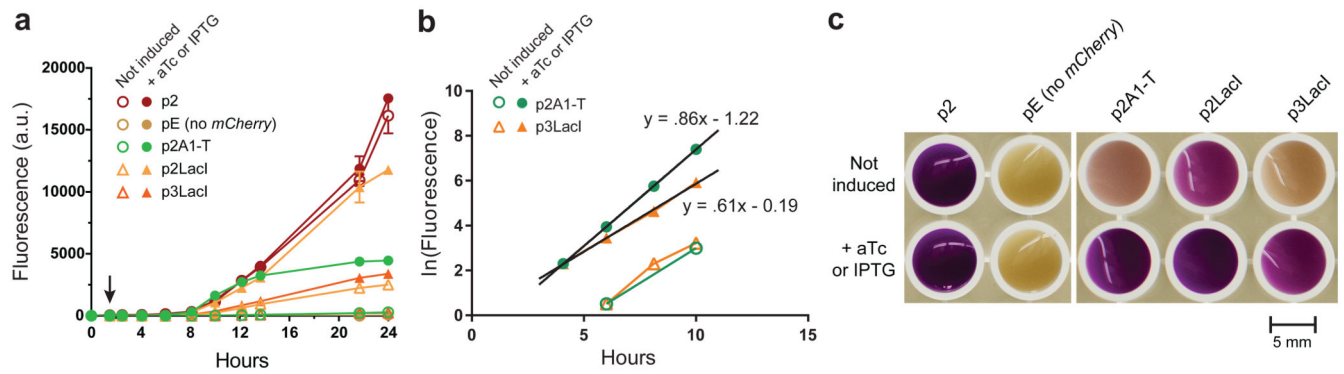 a
Not induced
+ aTc or IPTG
p2
pE (no mCherry)
p2A1-T
p2LacI
p3LacI
Fluorescence (a.u.)
20000
15000
10000
5000
0
0 4 8 12 16 20 24
Hours
b
Not induced
+ aTc or IPTG
p2A1-T
p3LacI
y = .86x - 1.22
y = .61x - 0.19
ln(Fluorescence)
10
8
6
4
2
0
0 5 10 15
Hours
c
p2
pE (no mCherry)
p2A1-T
p2LacI
p3LacI
Not
induced
+ aTc
or IPTG
5 mm